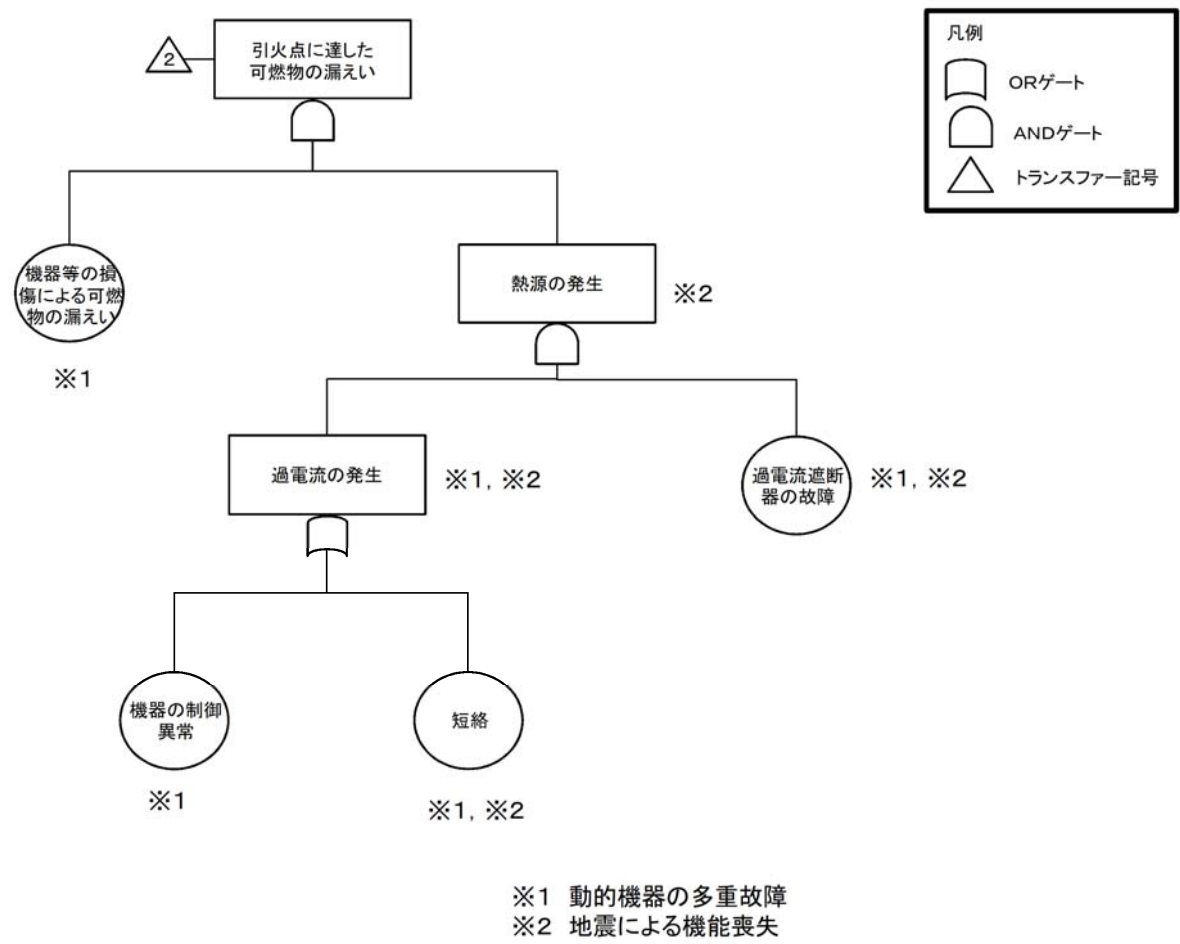 2
引火点に達した
可燃物の漏えい
凡例
ORゲート
ANDゲート
トランスファー記号
機器等の損
傷による可燃
物の漏えい
※1
熱源の発生
※2
過電流の発生
※1, ※2
過電流遮断
器の故障
※1, ※2
機器の制御
異常
※1
短絡
※1, ※2
※1 動的機器の多重故障
※2 地震による機能喪失